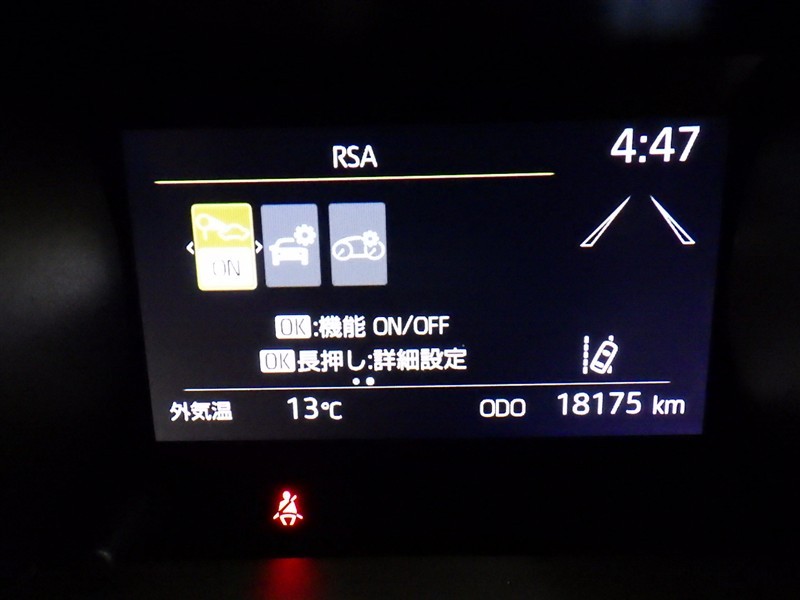 RSA
4:47
ON
OK:機能 ON/OFF
OK長押し:詳細設定
外気温 13℃ ODO 18175 km